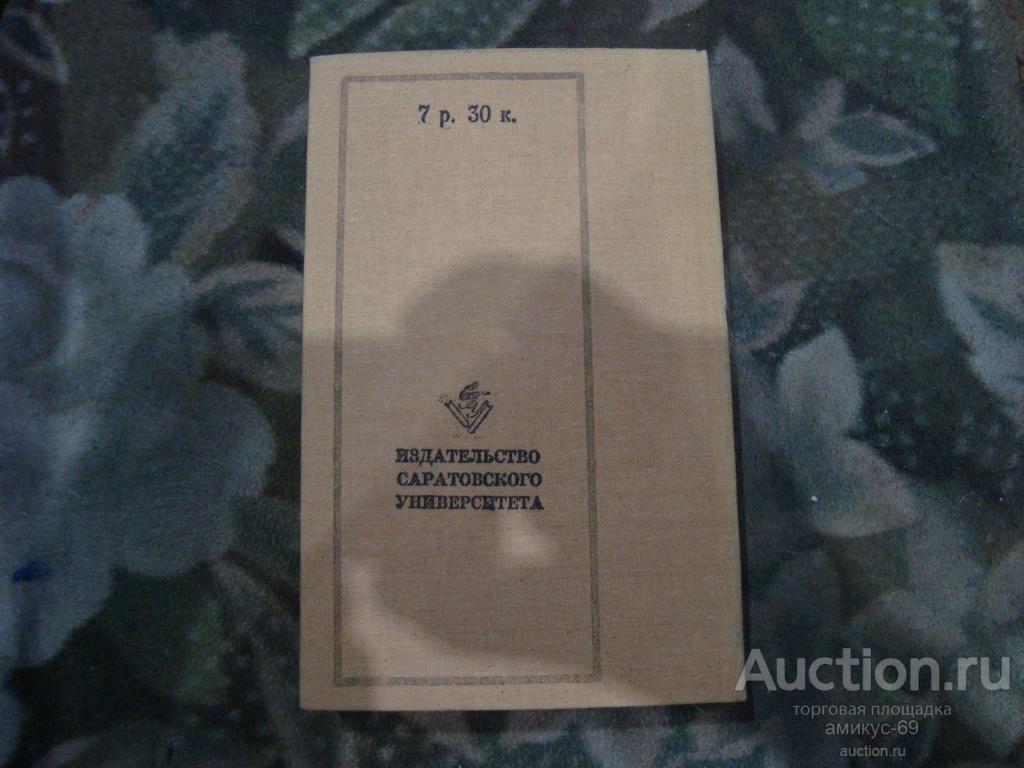 7 р. 30 к.
ИЗДАТЕЛЬСТВО
САРАТОВСКОГО
УНИВЕРСИТЕТА
Auction.ru
торговая площадка
амикус-69
auction.ru